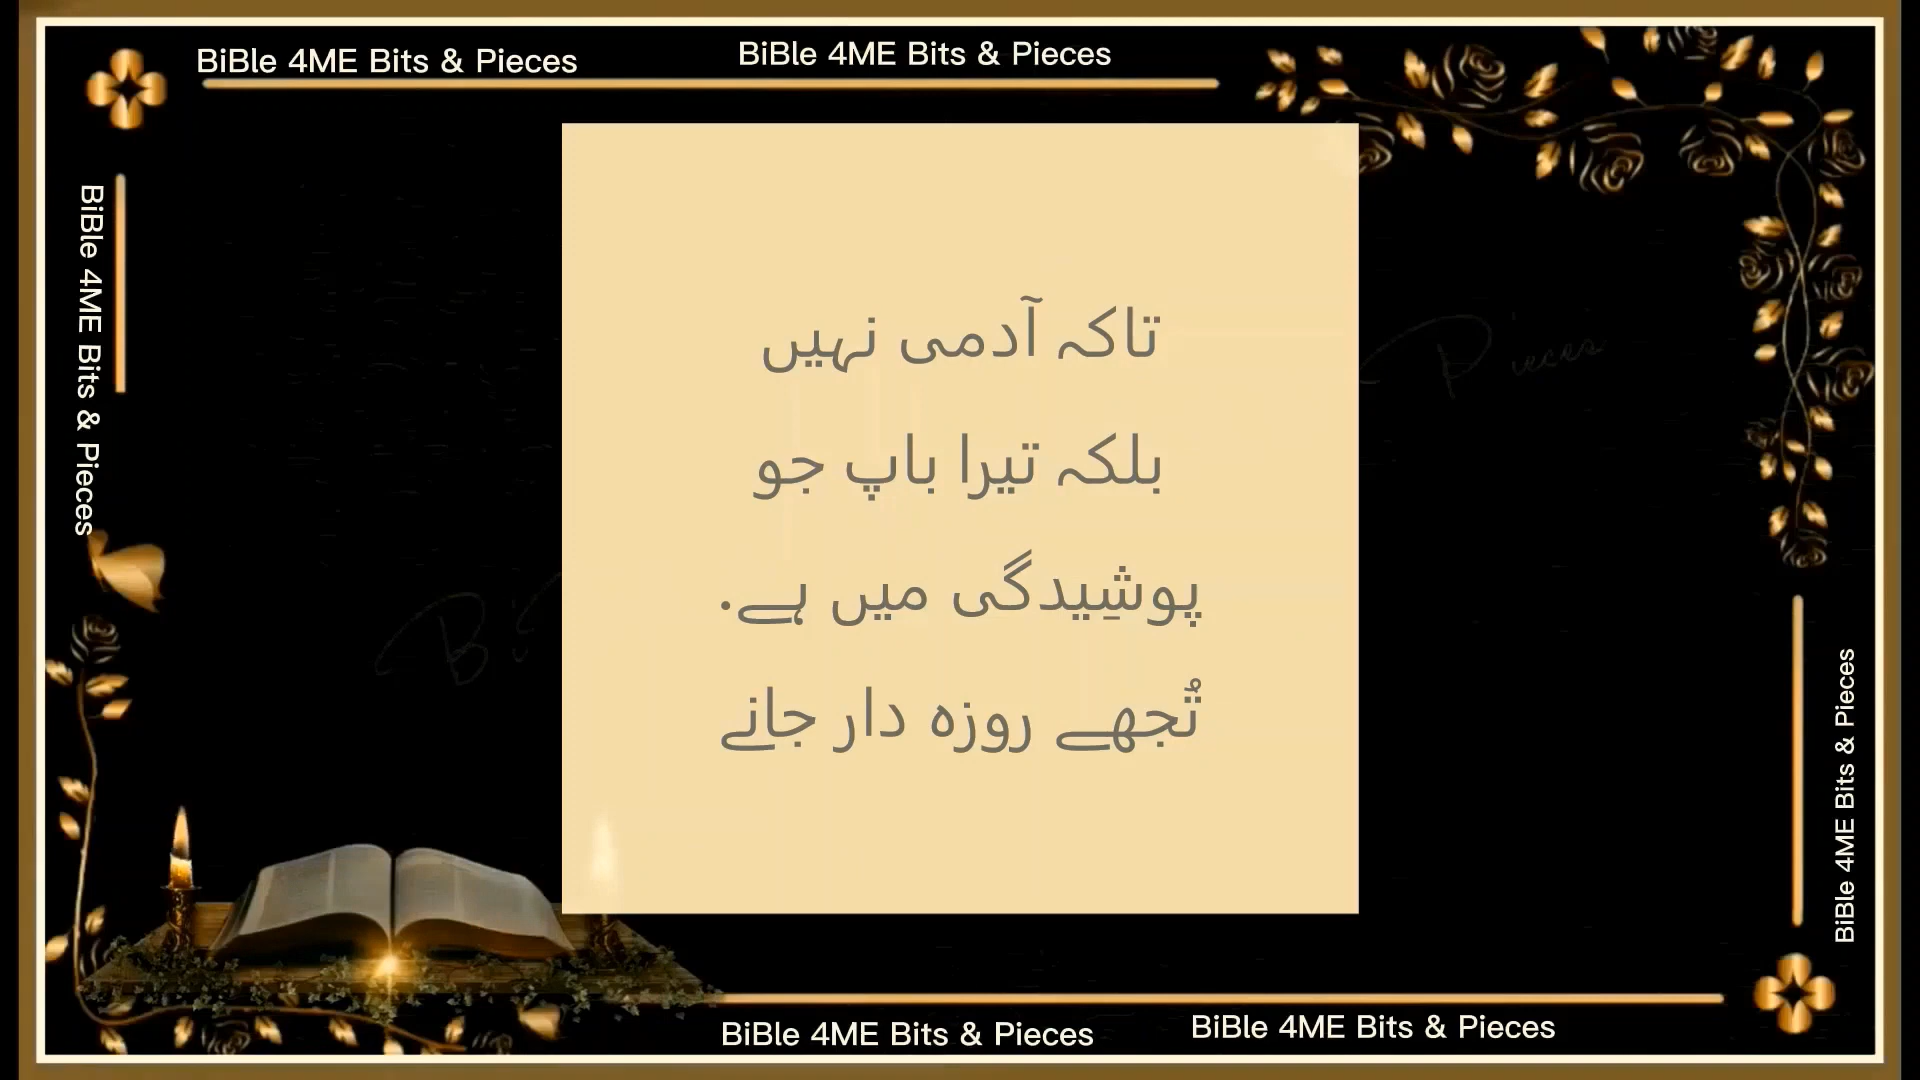 BiBle 4ME Bits & Pieces
BiBle 4ME Bits & Pieces
BiBle 4ME Bits & Pieces
تاکہ آدمی نہیں
بلکہ تیرا باپ جو
پوشِیدگی میں ہے.
تُجھے روزہ دار جانے
Pieces
BiBle 4ME Bits & Pieces
BiBle 4ME Bits & Pieces
BiBle 4ME Bits & Pieces